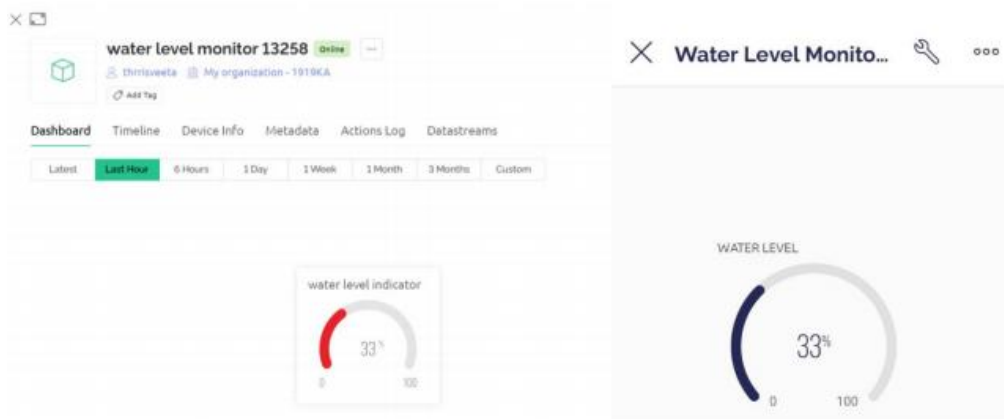 water level monitor 13258 Online ...
thrrisveeta My organization - 1919KA
Add Tag
Dashboard Timeline Device Info Metadata Actions Log Datastreams
Latest Last Hour 6 Hours 1 Day 1 Week 1 Month 3 Months Custom
water level indicator
33%
0 100
Water Level Monito...
WATER LEVEL
33%
0 100